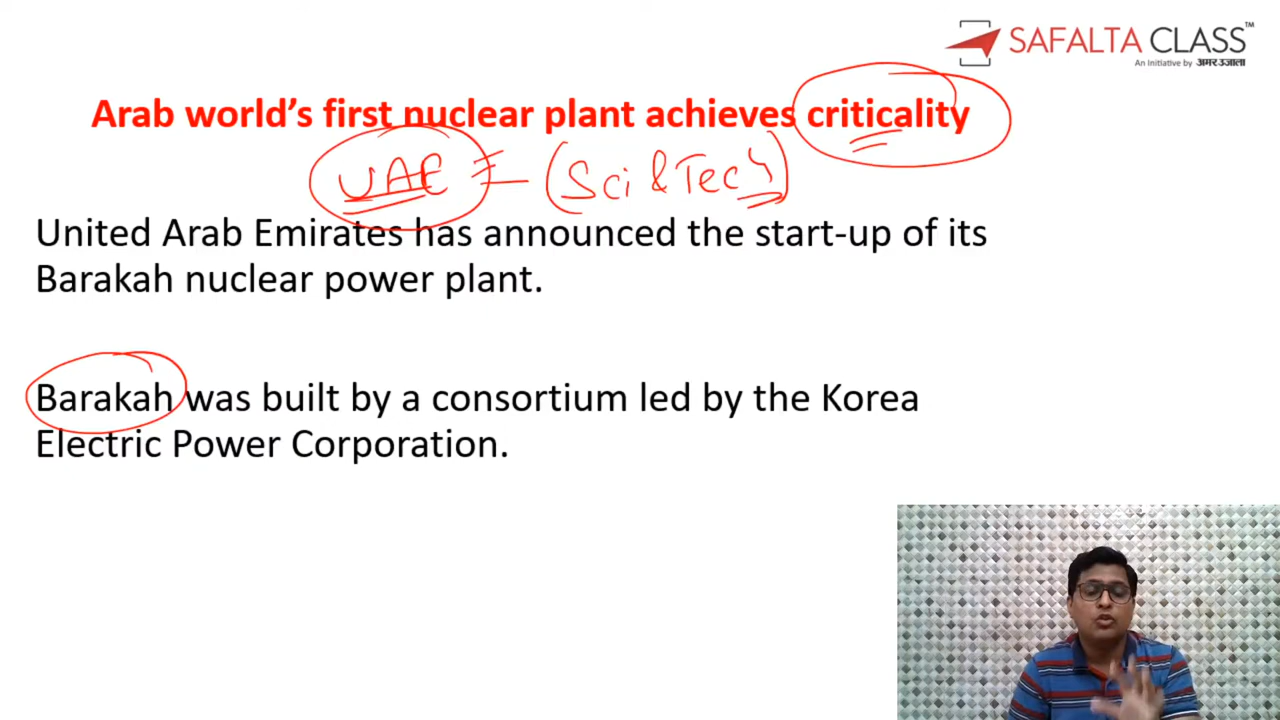 SAFALTA CLASS™
An Initiative by अमर उजाला
Arab world's first nuclear plant achieves criticality
UAE - (Sci & Tech)
United Arab Emirates has announced the start-up of its
Barakah nuclear power plant.
Barakah was built by a consortium led by the Korea
Electric Power Corporation.